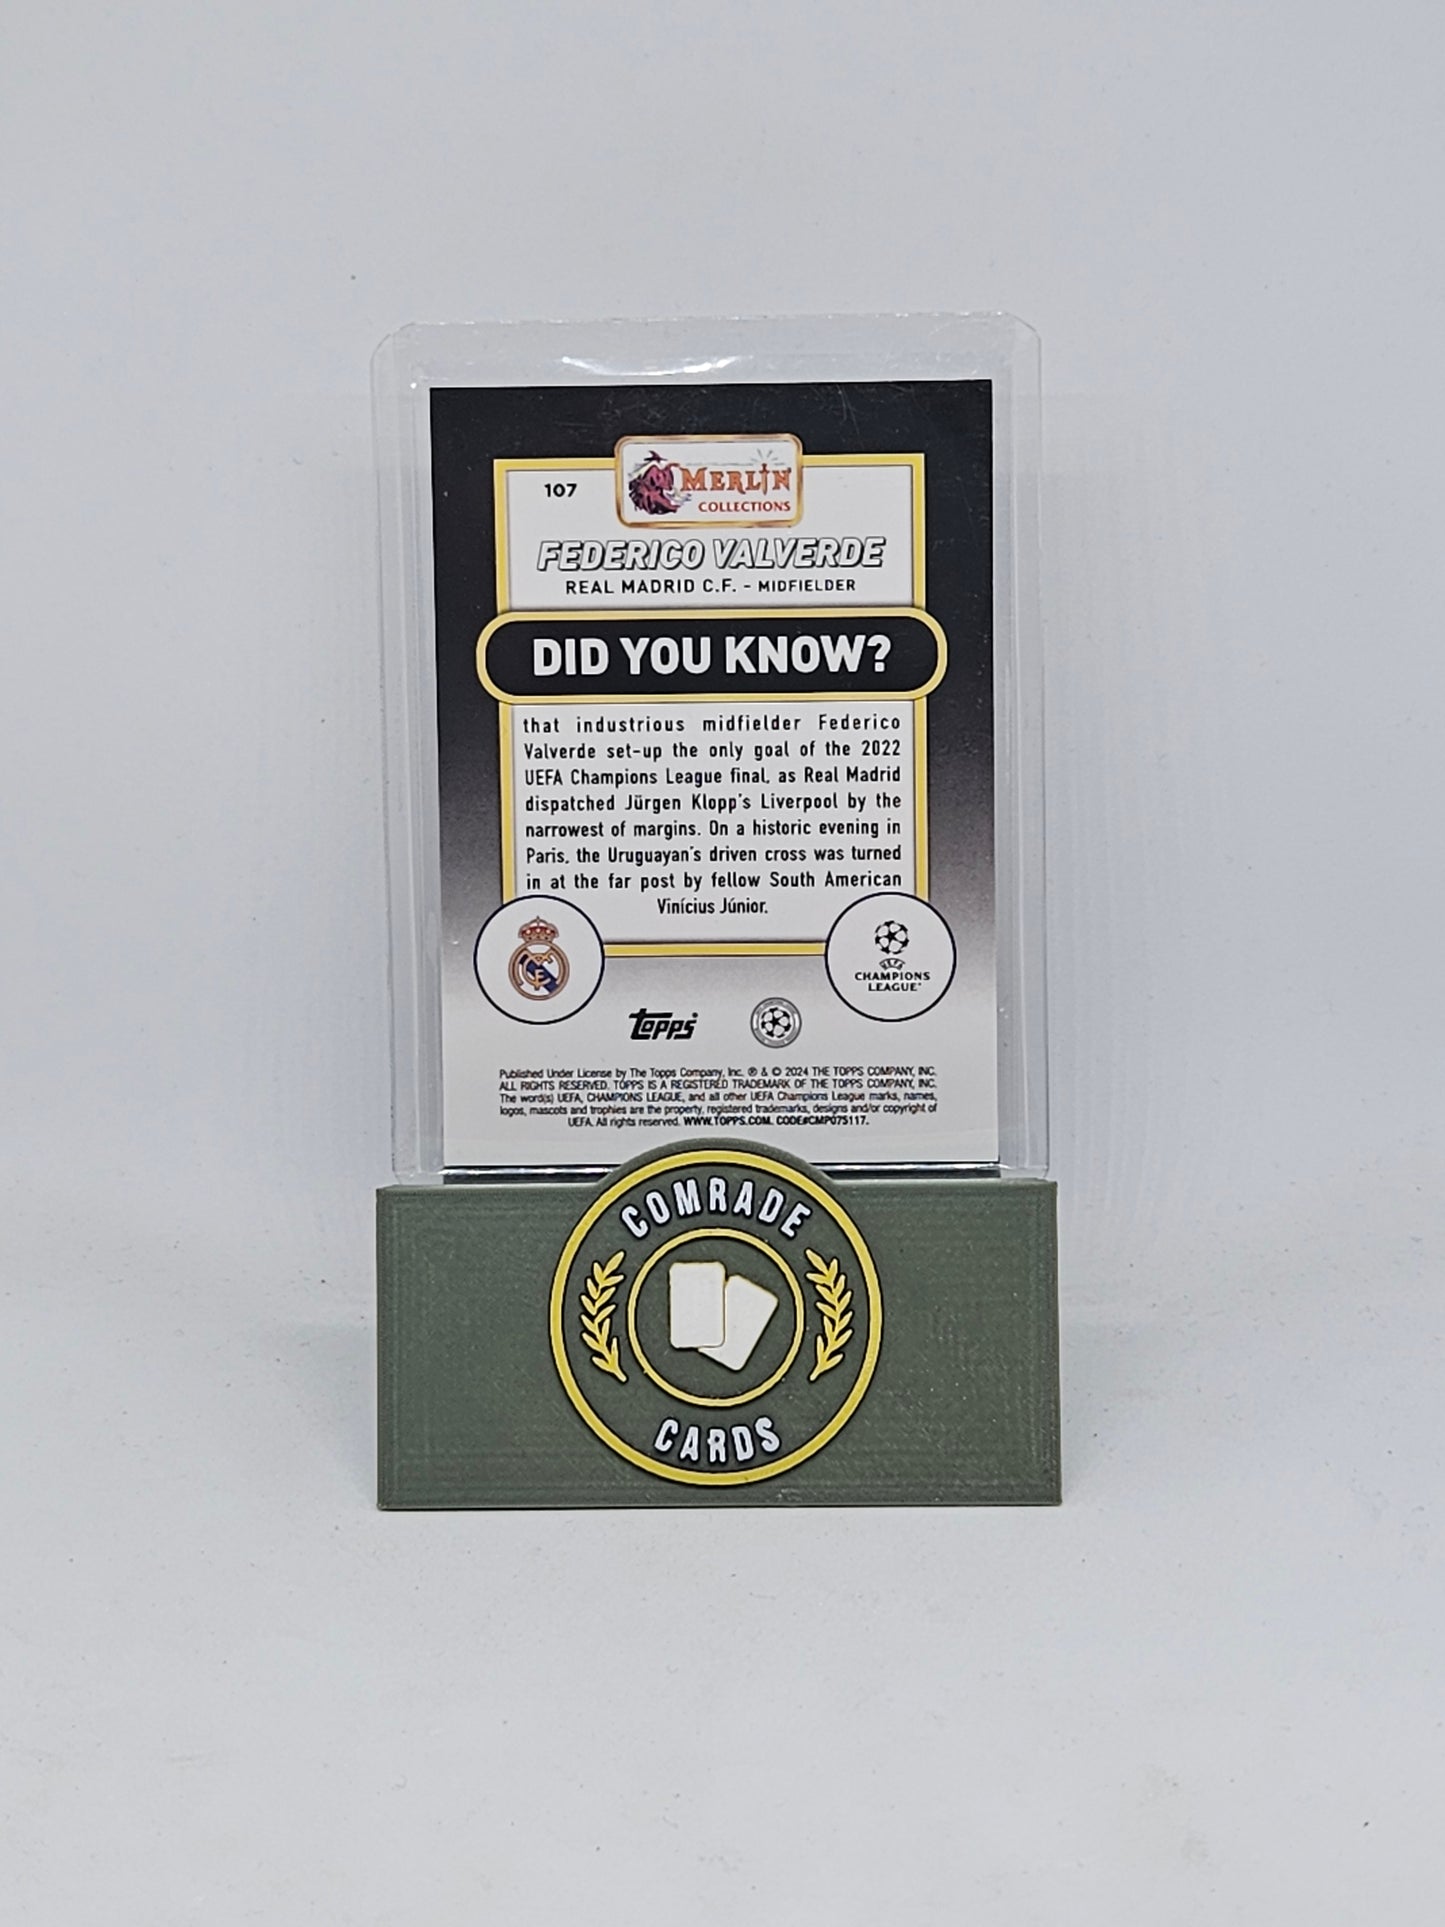 107
MERLIN
COLLECTIONS
FEDERICO VALVERDE
REAL MADRID C.F. - MIDFIELDER
DID YOU KNOW?
that industrious midfielder Federico
Valverde set-up the only goal of the 2022
UEFA Champions League final, as Real Madrid
dispatched Jürgen Klopp's Liverpool by the
narrowest of margins. On a historic evening in
Paris, the Uruguayan's driven cross was turned
in at the far post by fellow South American
Vinícius Júnior.
UEFA
CHAMPIONS
LEAGUE
topps
Published Under License by The Topps Company, Inc. ® & © 2024 THE TOPPS COMPANY, INC.
ALL RIGHTS RESERVED. TOPPS IS A REGISTERED TRADEMARK OF THE TOPPS COMPANY, INC.
The word(s) UEFA, CHAMPIONS LEAGUE, and all other UEFA Champions League marks, names,
logos, mascots and trophies are the property, registered trademarks, designs and/or copyright of
UEFA. All rights reserved. WWW.TOPPS.COM. CODE#CMP075117.
COMRADE
CARDS